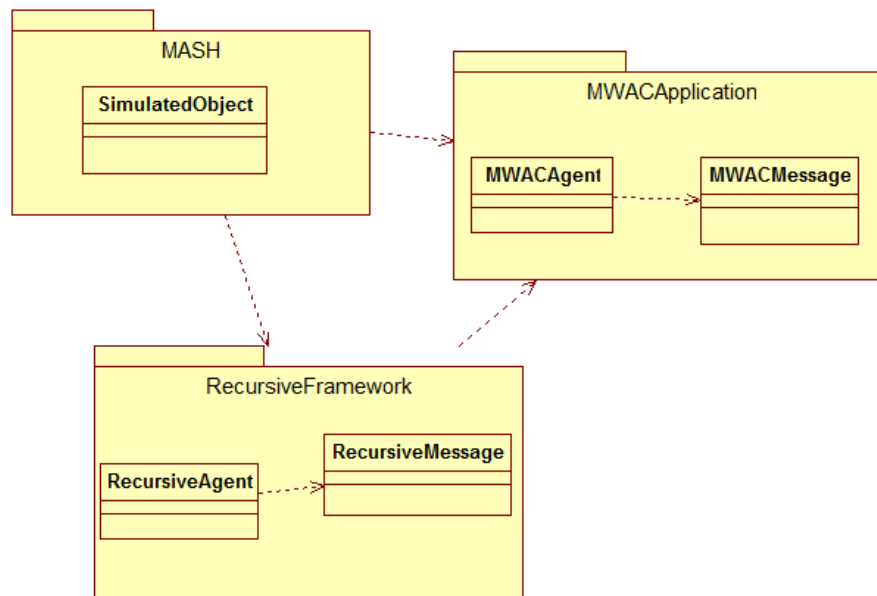 MASH
SimulatedObject
MWACApplication
MWACAgent
MWACMessage
RecursiveFramework
RecursiveAgent
RecursiveMessage